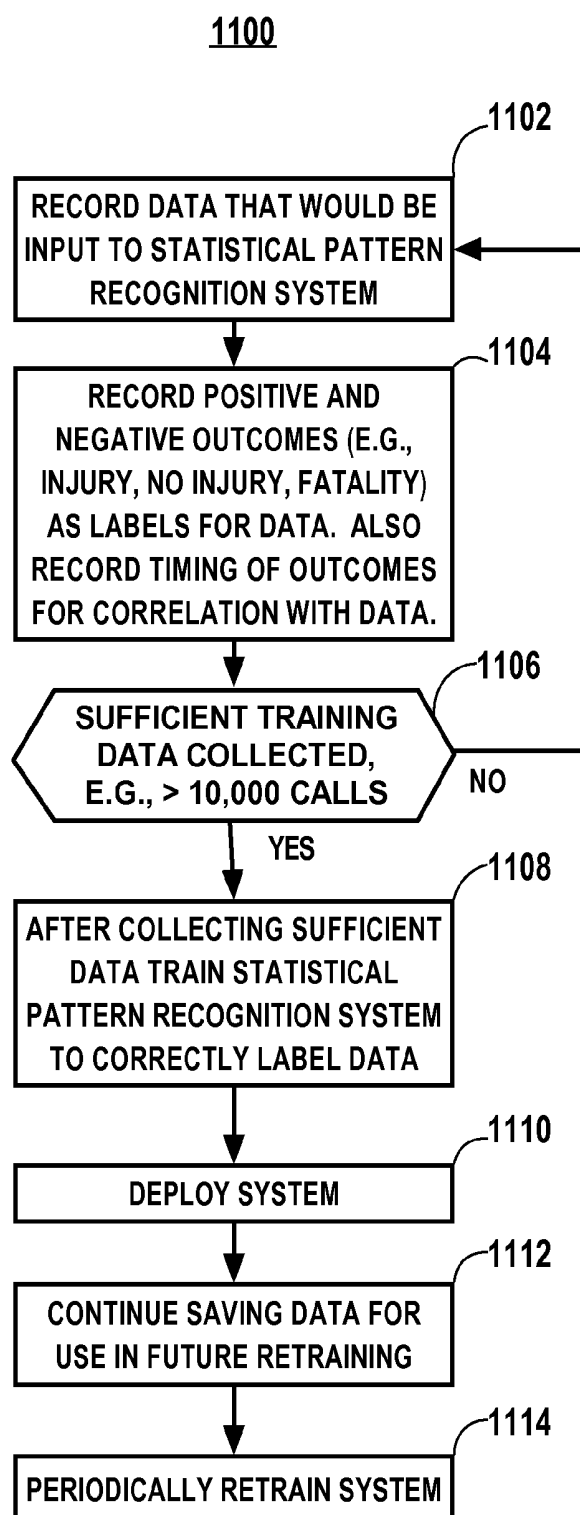 1100
1102
RECORD DATA THAT WOULD BE
INPUT TO STATISTICAL PATTERN
RECOGNITION SYSTEM
1104
RECORD POSITIVE AND
NEGATIVE OUTCOMES (E.G.,
INJURY, NO INJURY, FATALITY)
AS LABELS FOR DATA. ALSO
RECORD TIMING OF OUTCOMES
FOR CORRELATION WITH DATA.
1106
SUFFICIENT TRAINING
DATA COLLECTED,
E.G., > 10,000 CALLS
NO
YES
1108
AFTER COLLECTING SUFFICIENT
DATA TRAIN STATISTICAL
PATTERN RECOGNITION SYSTEM
TO CORRECTLY LABEL DATA
1110
DEPLOY SYSTEM
1112
CONTINUE SAVING DATA FOR
USE IN FUTURE RETRAINING
1114
PERIODICALLY RETRAIN SYSTEM